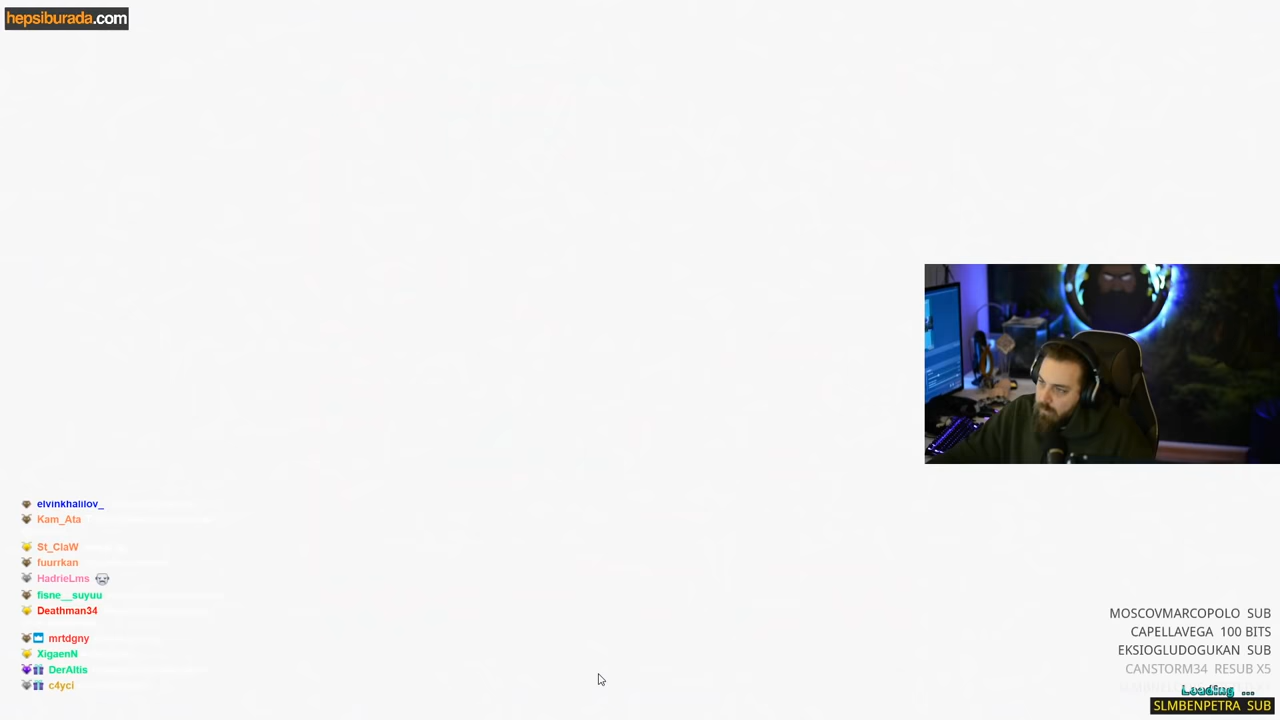 hepsiburada.com
elvinkhalilov_
Kam_Ata
St_ClaW
fuurrkan
HadrieLms
fisne__suyuu
Deathman34
mrtdgny
XigaenN
DerAltis
c4yci
MOSCOVMARCOPOLO SUB
CAPELLAVEGA 100 BITS
EKSIOGLUDOGUKAN SUB
CANSTORM34 RESUB X5
Loading ...
SLMBENPETRA SUB